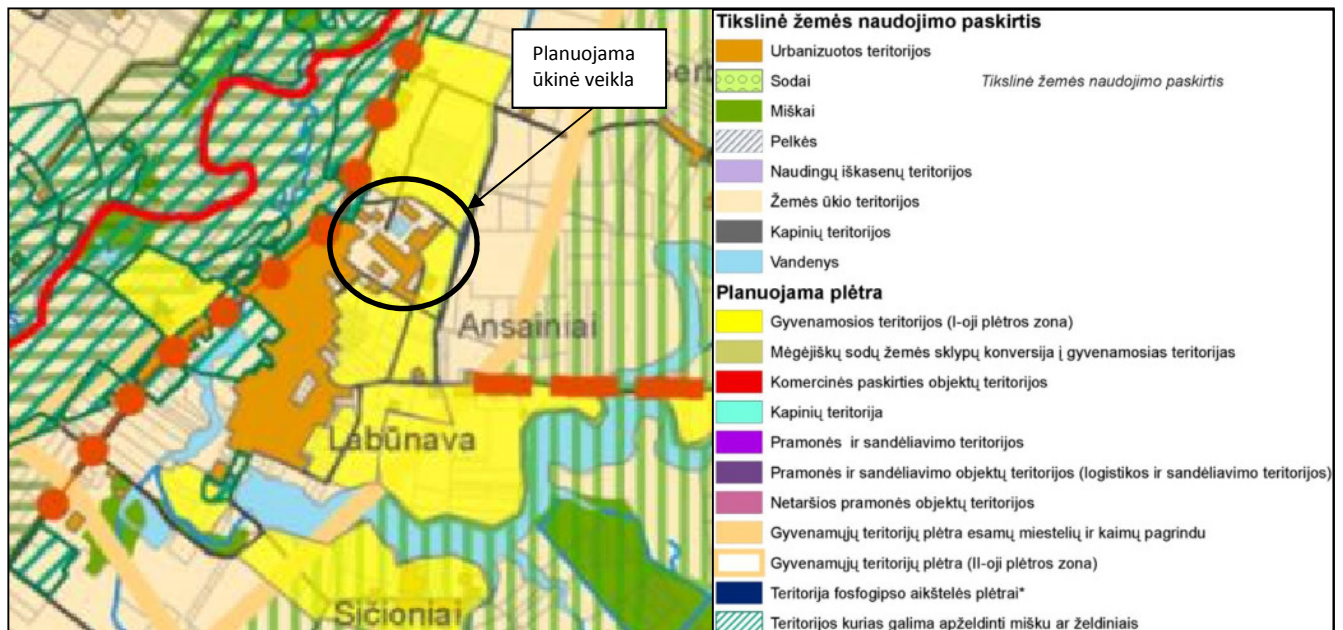 Planuojama
ūkinė veikla
Ansainiai
Labūnava
Sičioniai
Tikslinė žemės naudojimo paskirtis
Urbanizuotos teritorijos
Sodai
Tikslinė žemės naudojimo paskirtis
Miškai
Pelkės
Naudingų iškasenų teritorijos
Žemės ūkio teritorijos
Kapinių teritorijos
Vandenys
Planuojama plėtra
Gyvenamosios teritorijos (I-oji plėtros zona)
Mėgėjiškų sodų žemės sklypų konversija į gyvenamosias teritorijas
Komercinės paskirties objektų teritorijos
Kapinių teritorija
Pramonės ir sandėliavimo teritorijos
Pramonės ir sandėliavimo objektų teritorijos (logistikos ir sandėliavimo teritorijos)
Netaršios pramonės objektų teritorijos
Gyvenamųjų teritorijų plėtra esamų miestelių ir kaimų pagrindu
Gyvenamųjų teritorijų plėtra (II-oji plėtros zona)
Teritorija fosfogipso aikštelės plėtrai*
Teritorijos kurias galima apželdinti mišku ar želdiniais